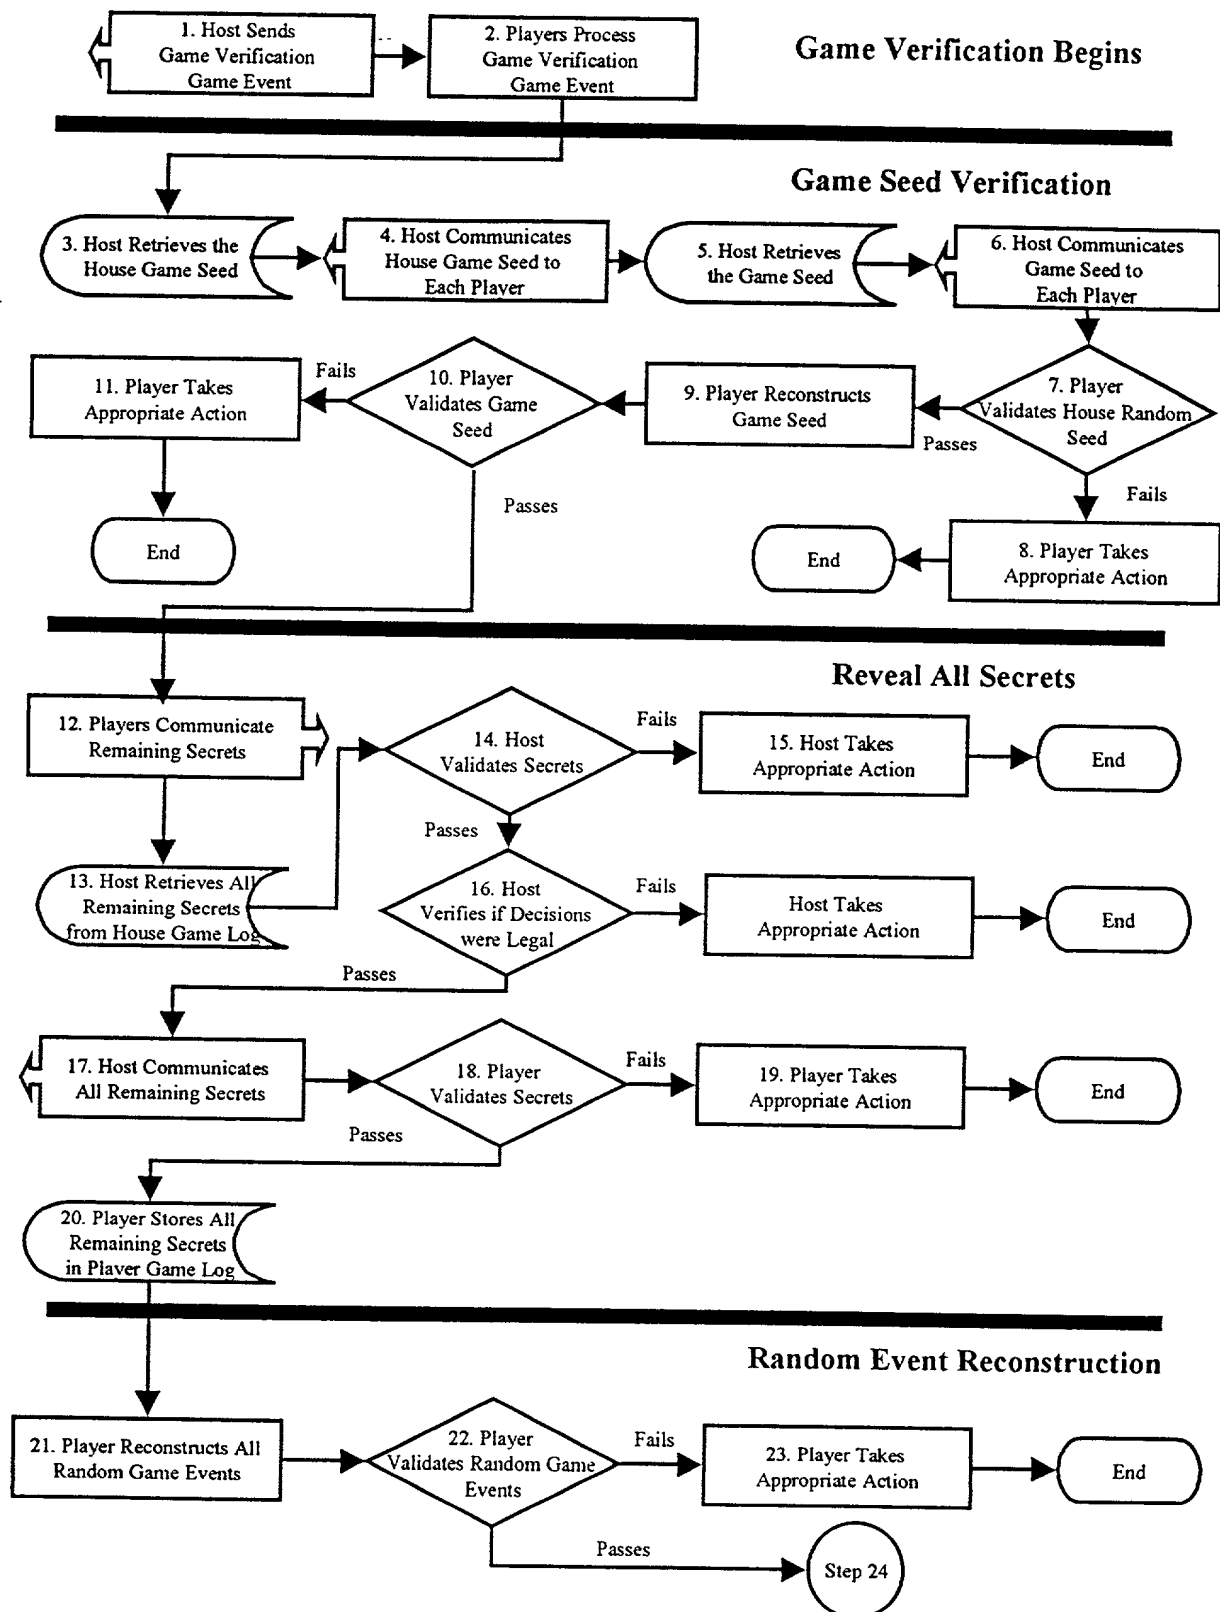 1. Host Sends
Game Verification
Game Event
2. Players Process
Game Verification
Game Event
Game Verification Begins
Game Seed Verification
3. Host Retrieves the
House Game Seed
4. Host Communicates
House Game Seed to
Each Player
5. Host Retrieves
the Game Seed
6. Host Communicates
Game Seed to
Each Player
11. Player Takes
Appropriate Action
Fails
10. Player
Validates Game
Seed
9. Player Reconstructs
Game Seed
Passes
7. Player
Validates House Random
Seed
Passes
Fails
End
End
8. Player Takes
Appropriate Action
Reveal All Secrets
12. Players Communicate
Remaining Secrets
14. Host
Validates Secrets
Fails
15. Host Takes
Appropriate Action
End
Passes
13. Host Retrieves All
Remaining Secrets
from House Game Log
16. Host
Verifies if Decisions
were Legal
Fails
Host Takes
Appropriate Action
End
Passes
17. Host Communicates
All Remaining Secrets
18. Player
Validates Secrets
Fails
19. Player Takes
Appropriate Action
End
Passes
20. Player Stores All
Remaining Secrets
in Player Game Log
Random Event Reconstruction
21. Player Reconstructs All
Random Game Events
22. Player
Validates Random Game
Events
Fails
23. Player Takes
Appropriate Action
End
Passes
Step 24